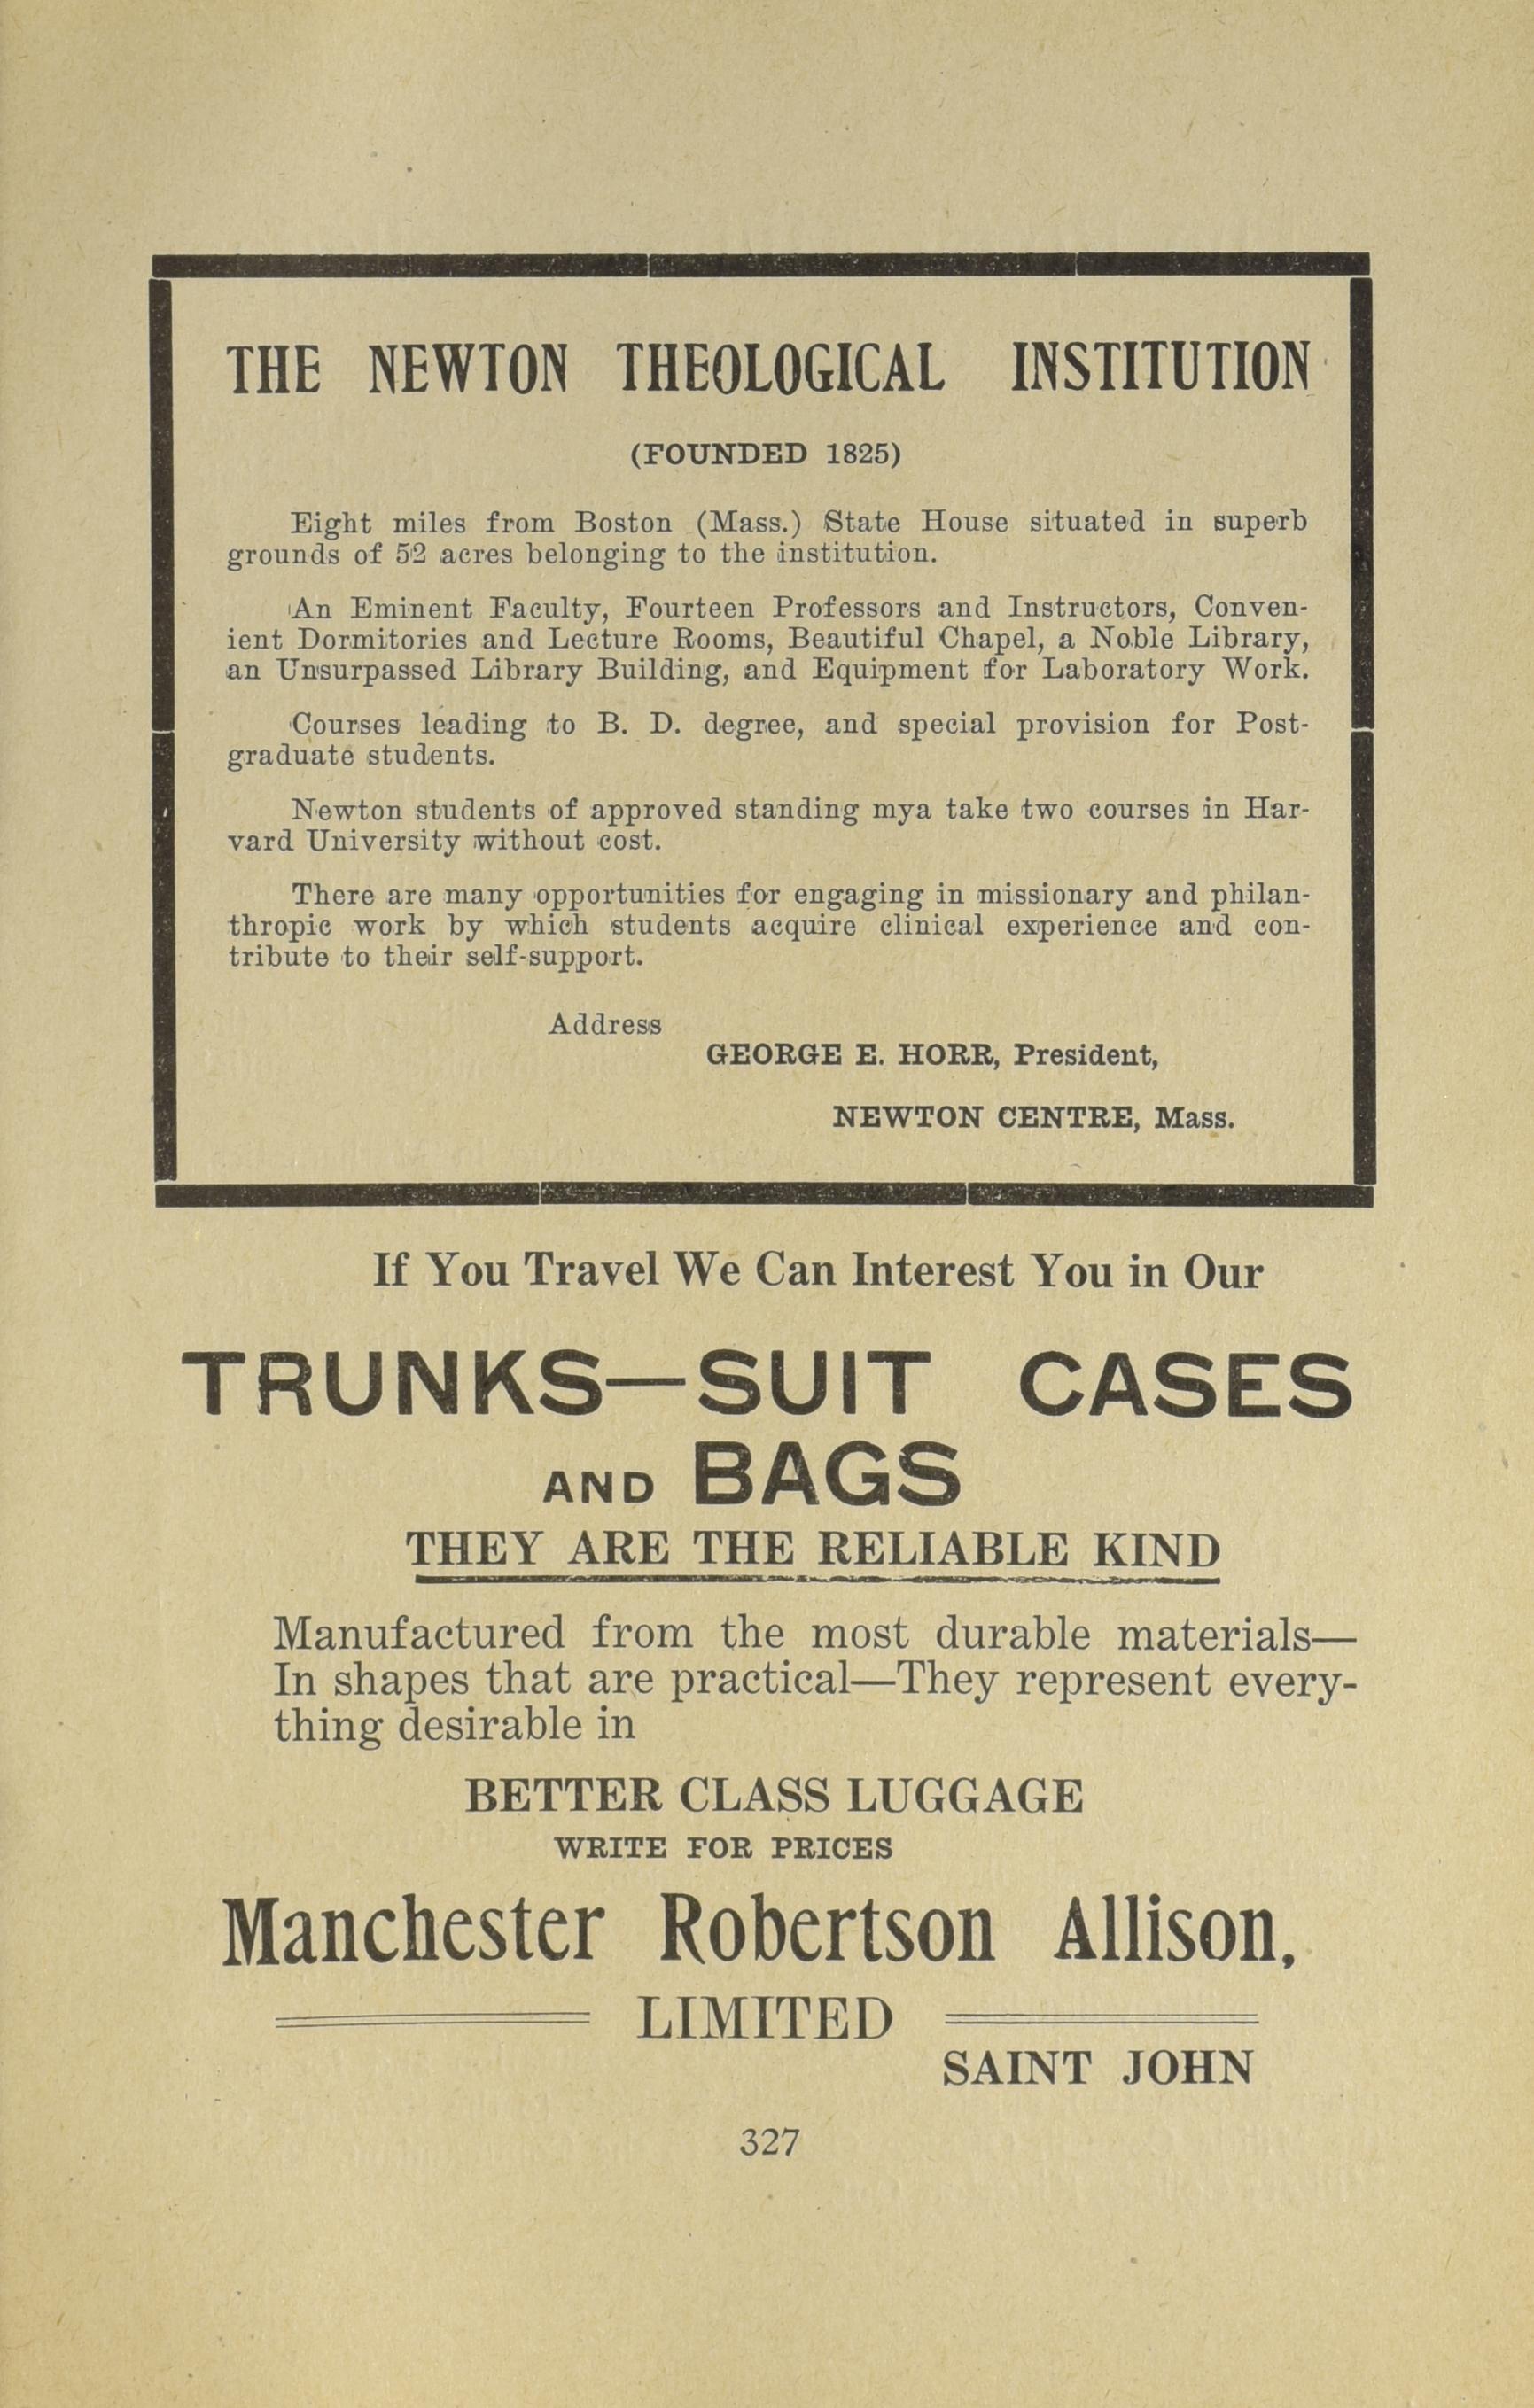 THE NEWTON THEOLOGICAL INSTITUTION
(FOUNDED 1825)
Eight miles from Boston (Mass.) State House situated in superb
grounds of 52 acres belonging to the institution.
An Eminent Faculty, Fourteen Professors and Instructors, Conven-
ient Dormitories and Lecture Rooms, Beautiful Chapel, a Noble Library,
an Unsurpassed Library Building, and Equipment for Laboratory Work.
Courses leading to B. D. degree, and special provision for Post-
graduate students.
Newton students of approved standing mya take two courses in Har-
vard University without cost.
There are many opportunities for engaging in missionary and philan-
thropic work by which students acquire clinical experience and con-
tribute to their self-support.
Address
GEORGE E. HORR, President,
NEWTON CENTRE, Mass.
If You Travel We Can Interest You in Our
TRUNKS—SUIT CASES
AND BAGS
THEY ARE THE RELIABLE KIND
Manufactured from the most durable materials—
In shapes that are practical—They represent every-
thing desirable in
BETTER CLASS LUGGAGE
WRITE FOR PRICES
Manchester Robertson Allison,
LIMITED
SAINT JOHN
327